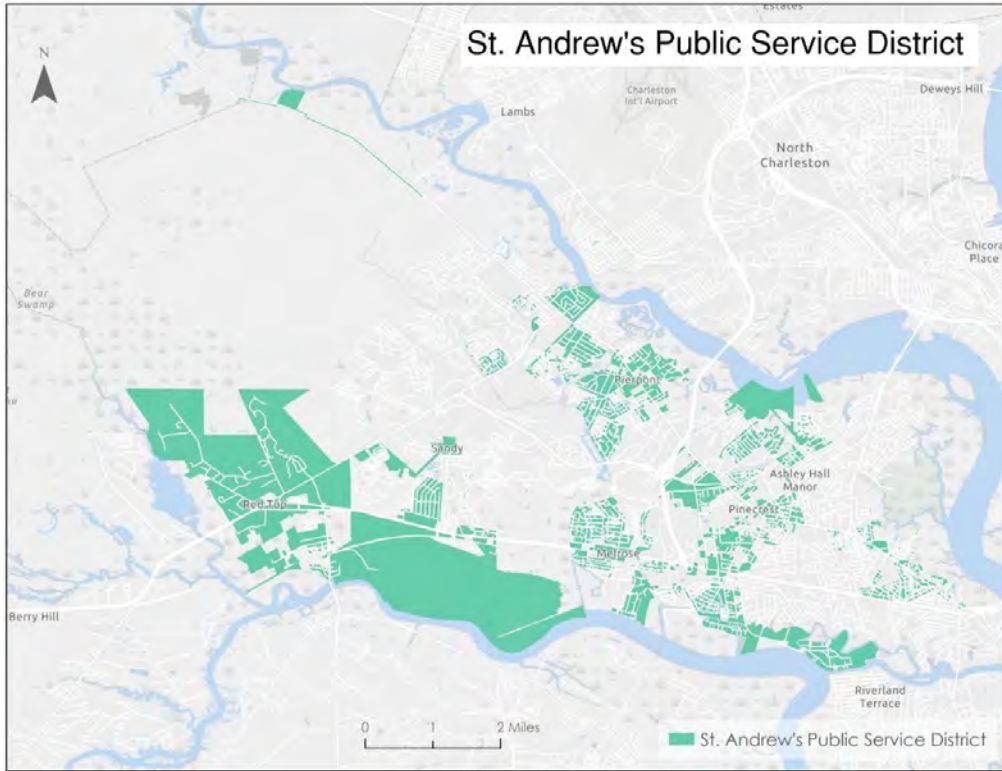 Estates
St. Andrew's Public Service District
N
Charleston
Int'l Airport
Deweys Hill
Lambs
North
Charleston
Chicora
Place
Bear
Swamp
Pierpont
Sandy
Ashley Hall
Manor
Red Top
Pinecrest
Melrose
Berry Hill
Riverland
Terrace
0 1 2 Miles
St. Andrew's Public Service District